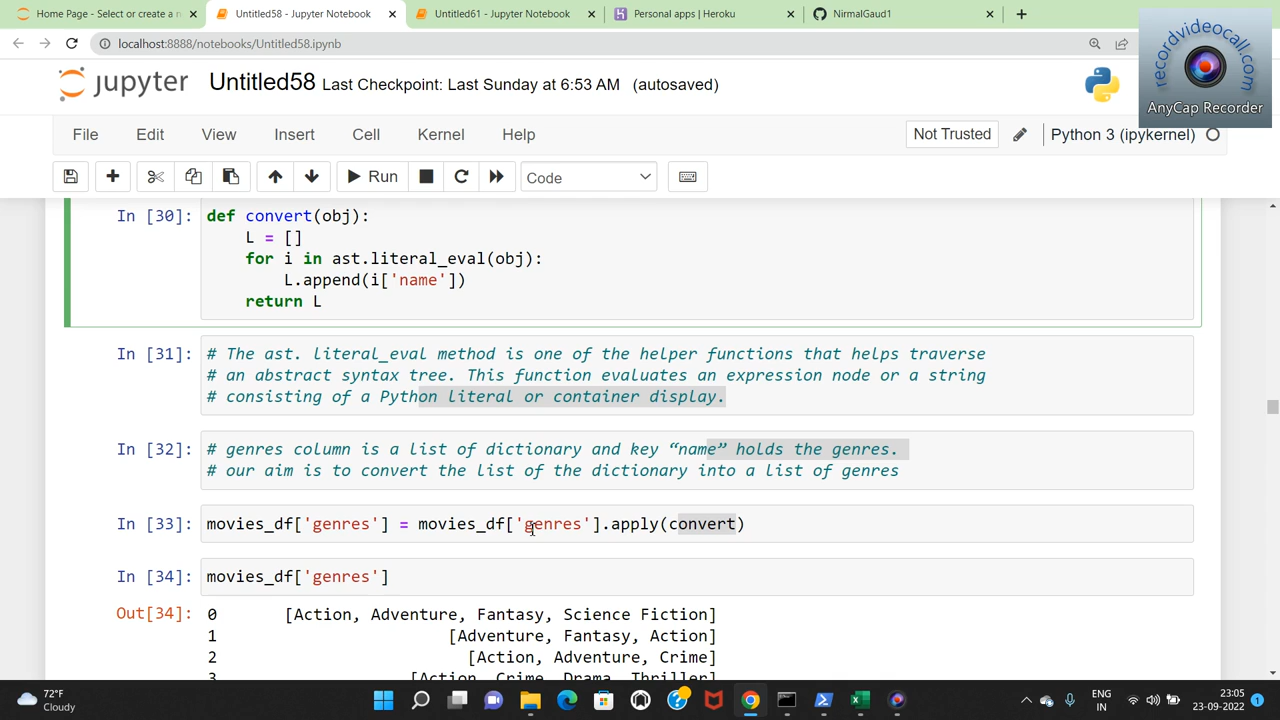 Home Page - Select or create a n
Untitled58 - Jupyter Notebook
Untitled61 - Jupyter Notebook
Personal apps | Heroku
NirmalGaud1
localhost:8888/notebooks/Untitled58.ipynb
recordvideocall.com
AnyCap Recorder
jupyter Untitled58 Last Checkpoint: Last Sunday at 6:53 AM (autosaved)
File Edit View Insert Cell Kernel Help
Not Trusted
Python 3 (ipykernel)
Run
Code
In [30]: def convert(obj):
L = []
for i in ast.literal_eval(obj):
L.append(i['name'])
return L
In [31]: # The ast. literal_eval method is one of the helper functions that helps traverse
# an abstract syntax tree. This function evaluates an expression node or a string
# consisting of a Python literal or container display.
In [32]: # genres column is a list of dictionary and key “name” holds the genres.
# our aim is to convert the list of the dictionary into a list of genres
In [33]: movies_df['genres'] = movies_df['genres'].apply(convert)
In [34]: movies_df['genres']
Out[34]: 0 [Action, Adventure, Fantasy, Science Fiction]
1 [Adventure, Fantasy, Action]
2 [Action, Adventure, Crime]
3 [Action, Crime, Drama, Thriller]
72°F
Cloudy
ENG
IN
23:05
23-09-2022
1